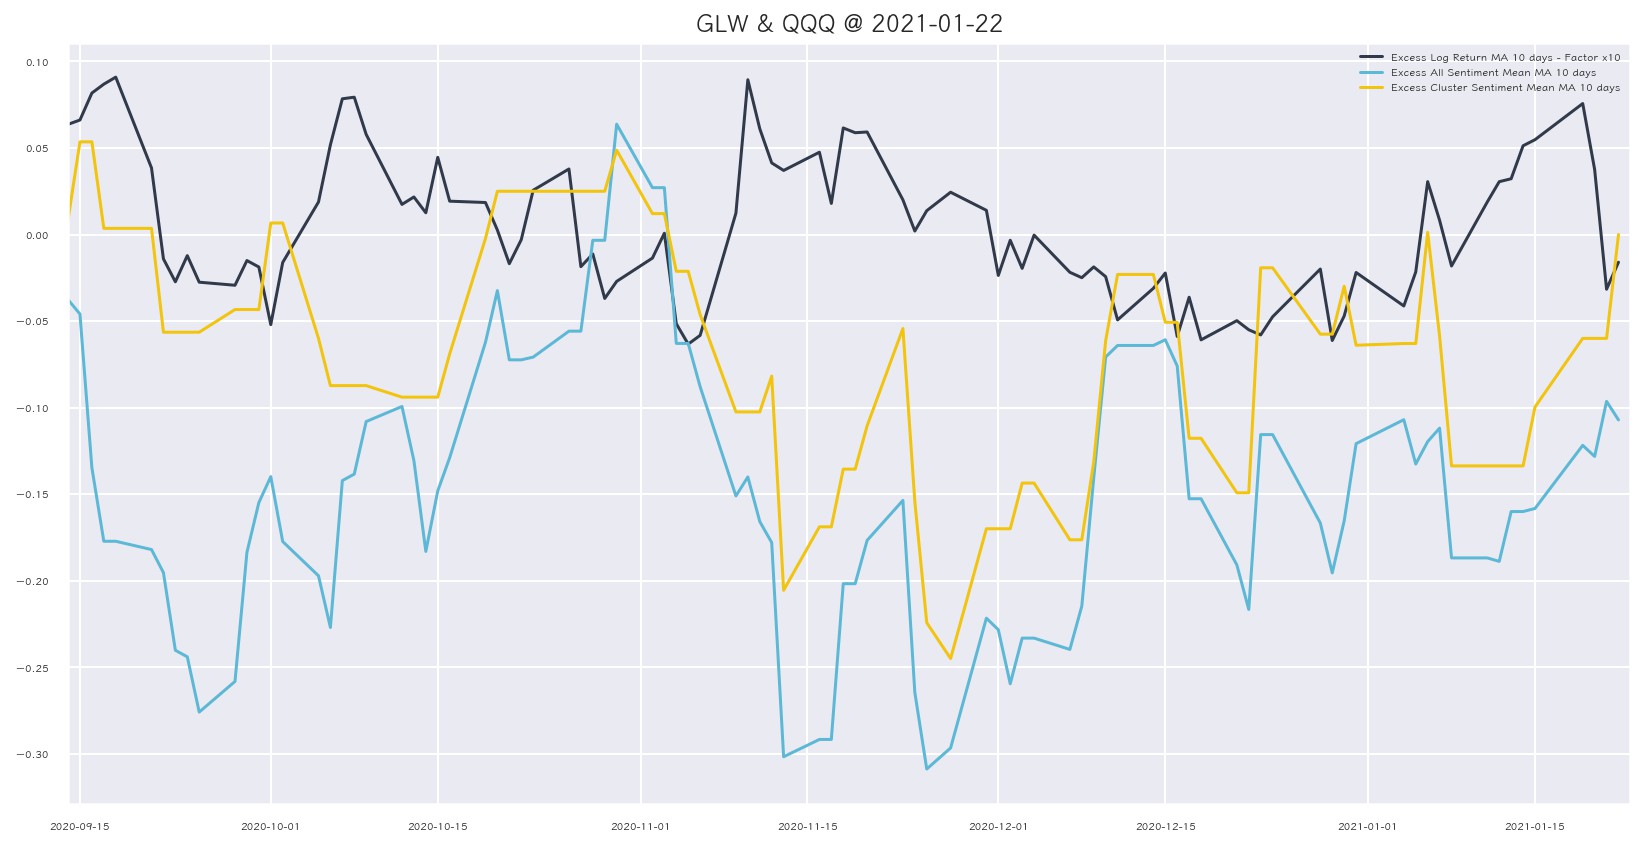 GLW & QQQ @ 2021-01-22
Excess Log Return MA 10 days - Factor x10
Excess All Sentiment Mean MA 10 days
Excess Cluster Sentiment Mean MA 10 days
0.10
0.05
0.00
−0.05
−0.10
−0.15
−0.20
−0.25
−0.30
2020-09-15 2020-10-01 2020-10-15 2020-11-01 2020-11-15 2020-12-01 2020-12-15 2021-01-01 2021-01-15